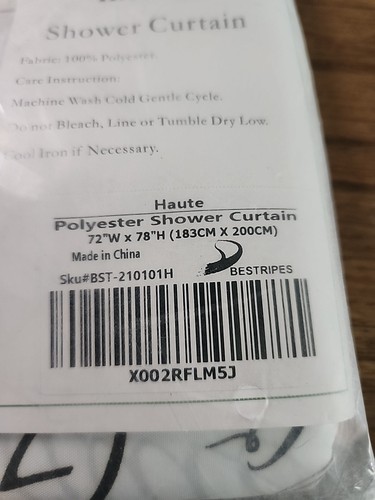 Shower Curtain
Fabric: 100% Polyester.
Care Instruction:
Machine Wash Cold Gentle Cycle.
Do not Bleach, Line or Tumble Dry Low.
Cool Iron if Necessary.
Haute
Polyester Shower Curtain
72"W x 78"H (183CM X 200CM)
Made in China
Sku#BST-210101H
BESTRIPES
X002RFLM5J